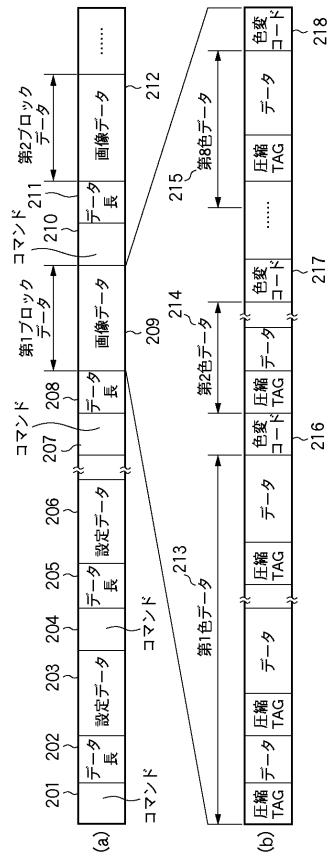 (a)
201
コマンド
202
データ長
203
設定データ
204
コマンド
205
データ長
206
設定データ
207
コマンド
208
データ長
第1ブロックデータ
画像データ
209
コマンド
210
211
データ長
第2ブロックデータ
画像データ
212
……
(b)
圧縮TAG
データ
圧縮TAG
データ
213
第1色データ
圧縮TAG
データ
色変コード
216
圧縮TAG
データ
214
第2色データ
色変コード
217
……
215
第8色データ
圧縮TAG
データ
色変コード
218